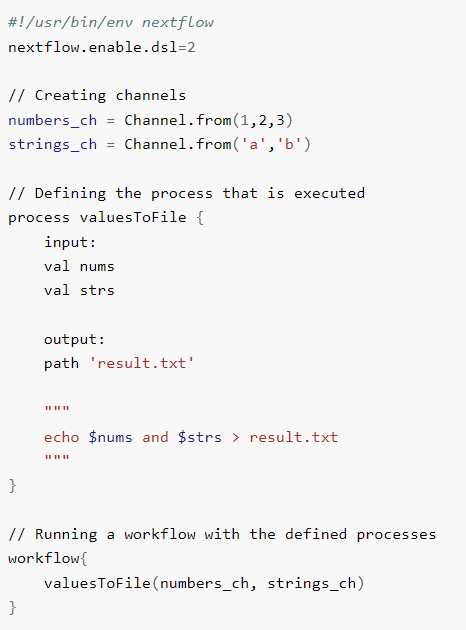 #!/usr/bin/env nextflow
nextflow.enable.dsl=2

// Creating channels
numbers_ch = Channel.from(1,2,3)
strings_ch = Channel.from('a','b')

// Defining the process that is executed
process valuesToFile {
    input:
    val nums
    val strs

    output:
    path 'result.txt'

    """
    echo $nums and $strs > result.txt
    """
}

// Running a workflow with the defined processes
workflow{
    valuesToFile(numbers_ch, strings_ch)
}